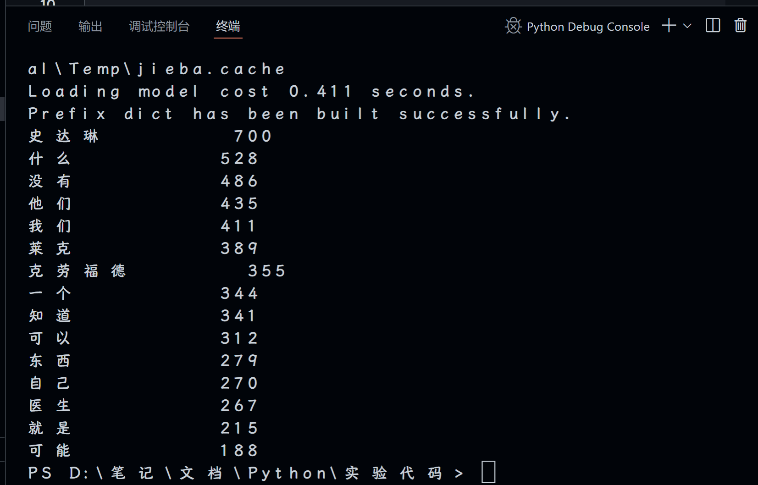 10
问题 输出 调试控制台 终端 Python Debug Console
al\Temp\jieba.cache
Loading model cost 0.411 seconds.
Prefix dict has been built successfully.
史达琳 700
什么 528
没有 486
他们 435
我们 411
莱克 389
克劳福德 355
一个 344
知道 341
可以 312
东西 279
自己 270
医生 267
就是 215
可能 188
PS D:\笔记\文档\Python\实验代码>